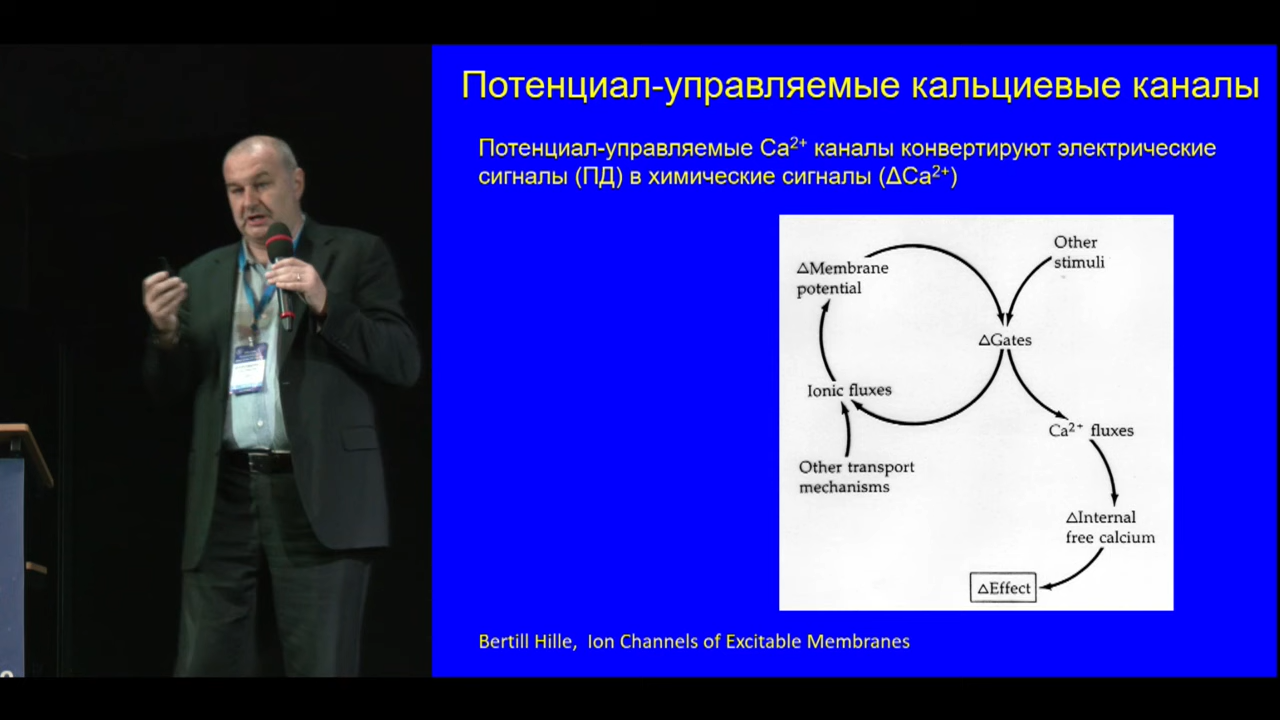 Потенциал-управляемые кальциевые каналы
Потенциал-управляемые Ca²⁺ каналы конвертируют электрические
сигналы (ПД) в химические сигналы (ΔCa²⁺)
Other
stimuli
ΔMembrane
potential
ΔGates
Ionic fluxes
Ca²⁺ fluxes
Other transport
mechanisms
ΔInternal
free calcium
ΔEffect
Bertill Hille, Ion Channels of Excitable Membranes